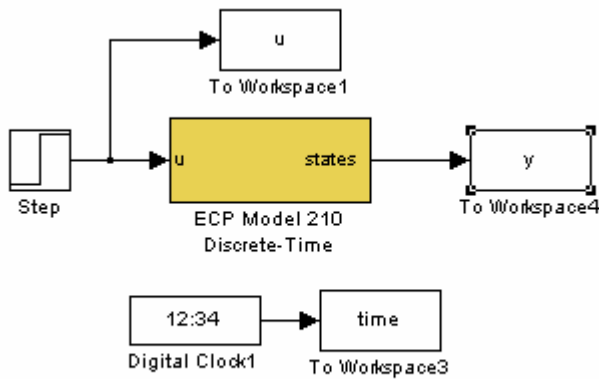 u
To Workspace1
u
states
y
Step
To Workspace4
ECP Model 210
Discrete-Time
12:34
time
Digital Clock1
To Workspace3